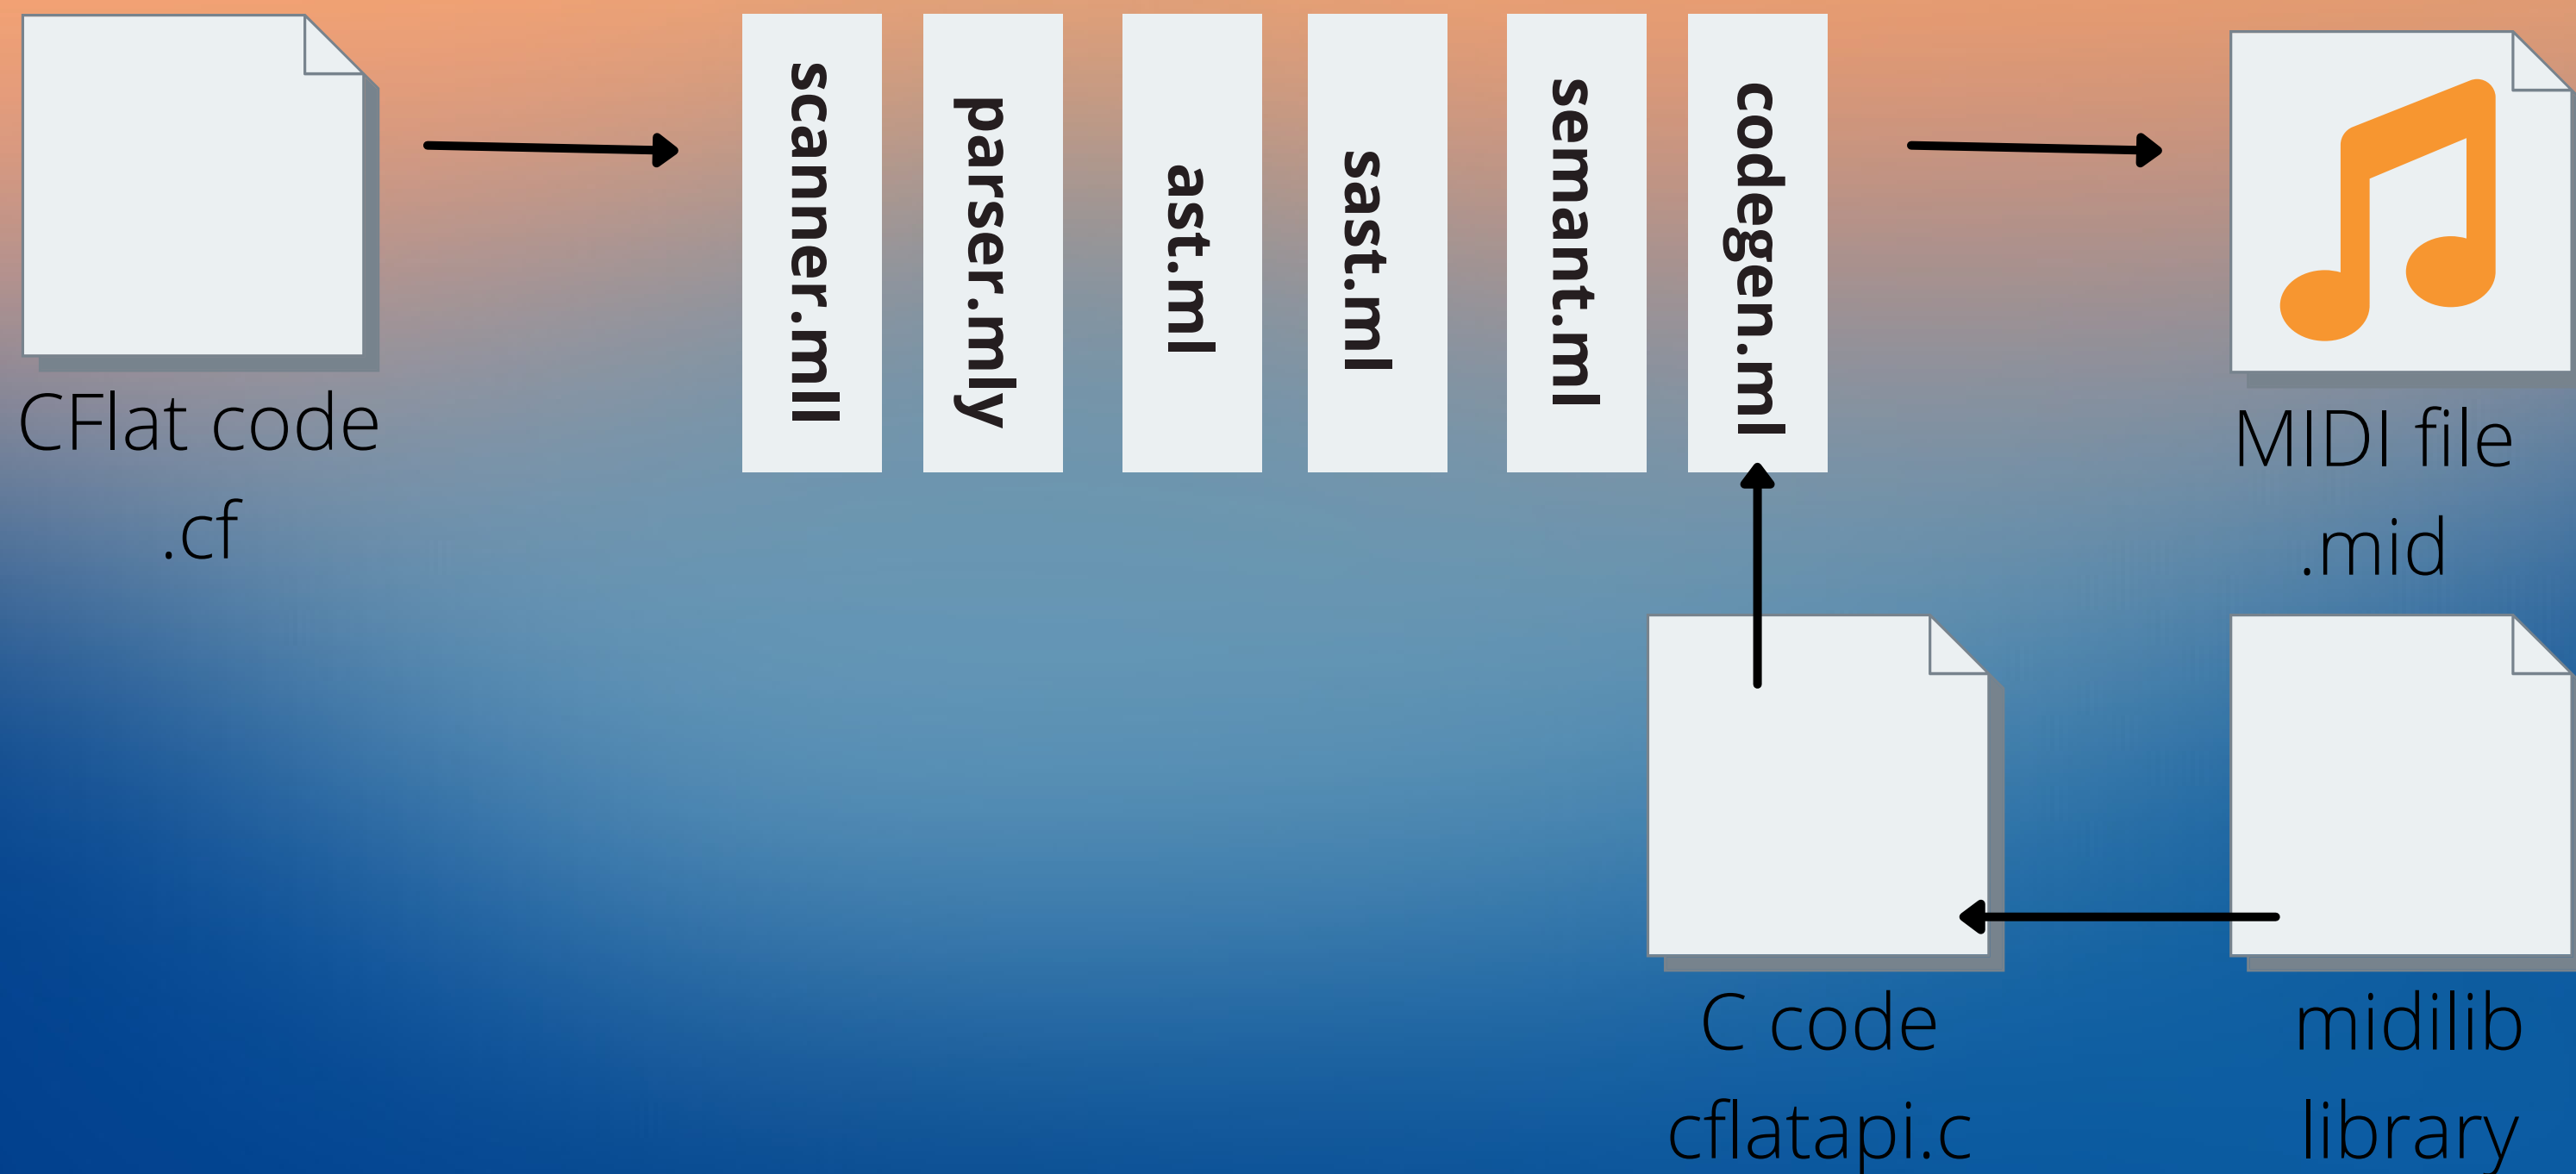 CFlat code
.cf
scanner.mll
parser.mly
ast.ml
sast.ml
semant.ml
codegen.ml
MIDI file
.mid
C code
cflatapi.c
midilib
library